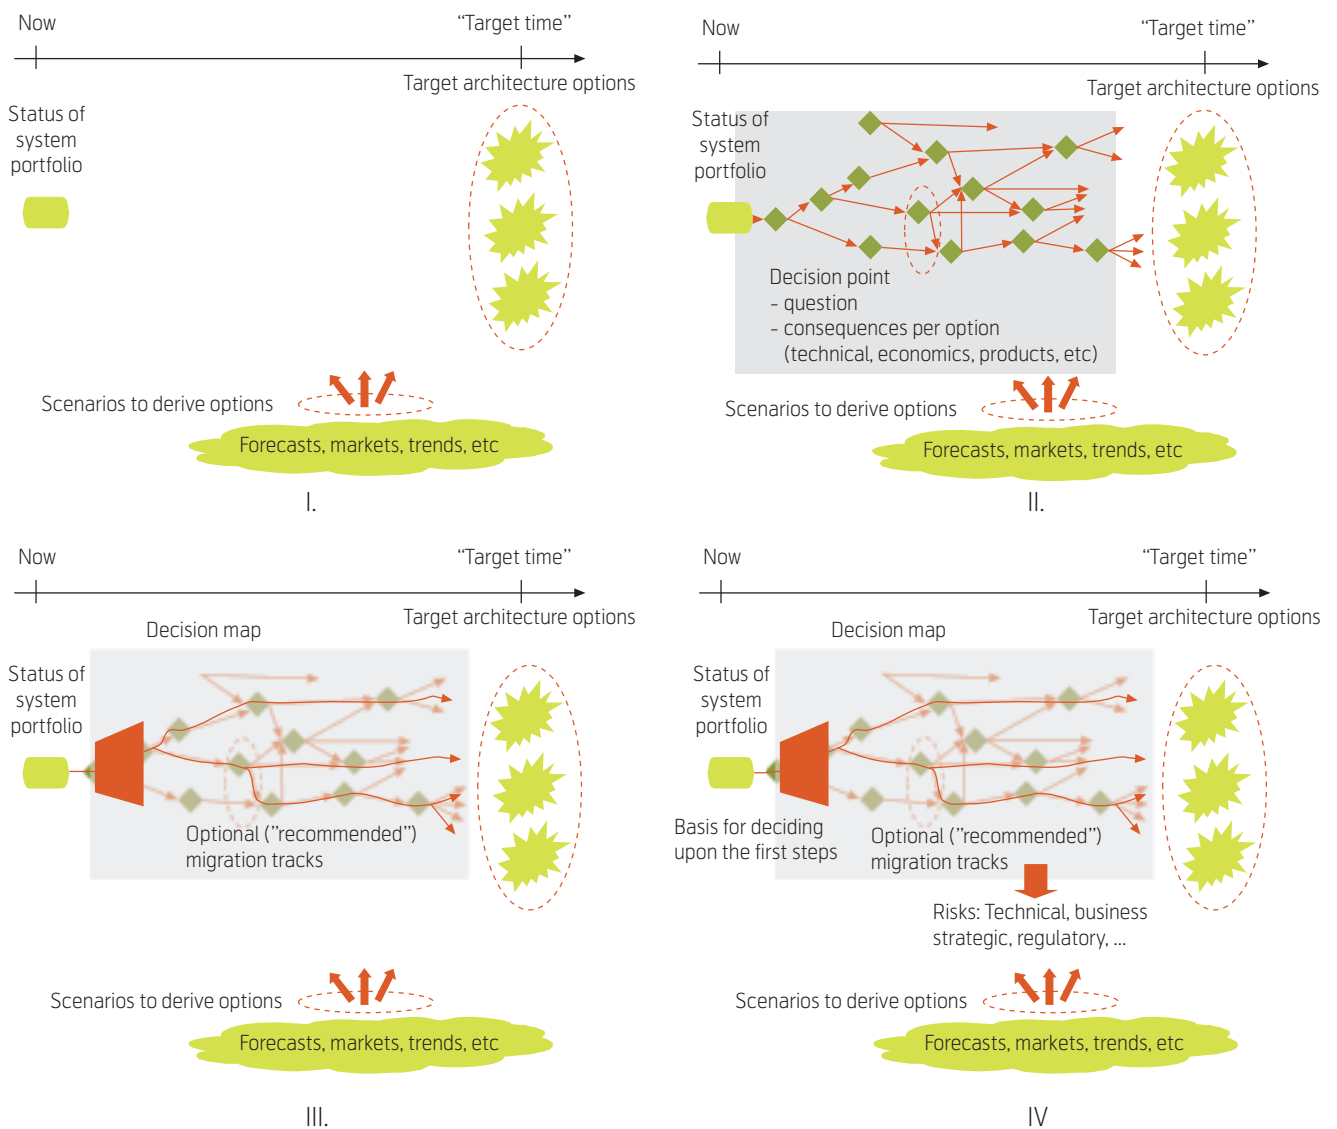 Now
“Target time”
Target architecture options
Status of
system
portfolio
Scenarios to derive options
Forecasts, markets, trends, etc
I.
Now
“Target time”
Target architecture options
Status of
system
portfolio
Decision point
- question
- consequences per option
(technical, economics, products, etc)
Scenarios to derive options
Forecasts, markets, trends, etc
II.
Now
“Target time”
Target architecture options
Decision map
Status of
system
portfolio
Optional (”recommended”)
migration tracks
Scenarios to derive options
Forecasts, markets, trends, etc
III.
Now
“Target time”
Target architecture options
Decision map
Status of
system
portfolio
Basis for deciding
upon the first steps
Optional (”recommended”)
migration tracks
Risks: Technical, business
strategic, regulatory, ...
Scenarios to derive options
Forecasts, markets, trends, etc
IV